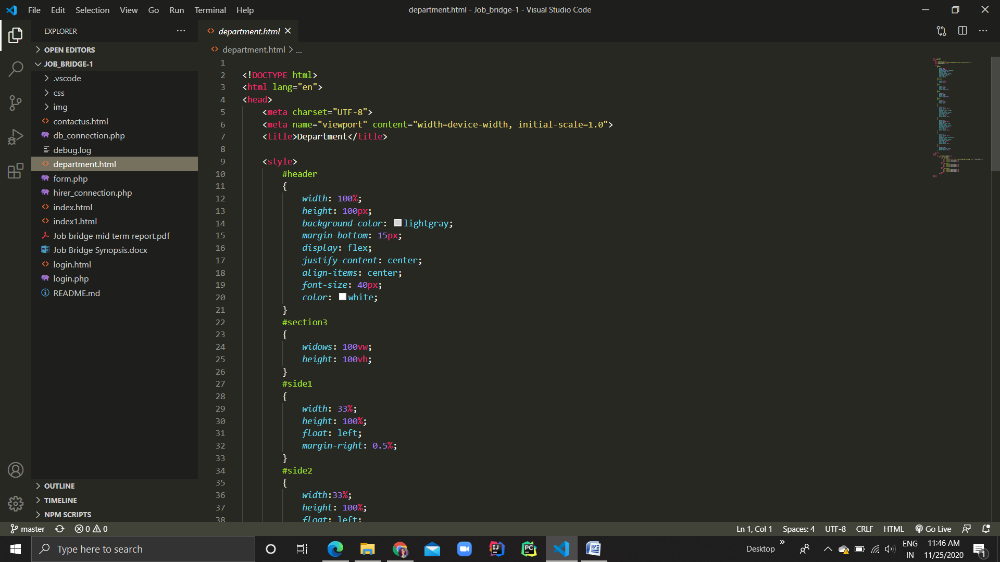 File Edit Selection View Go Run Terminal Help
department.html - Job_bridge-1 - Visual Studio Code
EXPLORER
OPEN EDITORS
JOB_BRIDGE-1
.vscode
css
img
contactus.html
db_connection.php
debug.log
department.html
form.php
hirer_connection.php
index.html
index1.html
Job bridge mid term report.pdf
Job Bridge Synopsis.docx
login.html
login.php
README.md
OUTLINE
TIMELINE
NPM SCRIPTS
department.html
department.html > ...
1
2 <!DOCTYPE html>
3 <html lang="en">
4 <head>
5 <meta charset="UTF-8">
6 <meta name="viewport" content="width=device-width, initial-scale=1.0">
7 <title>Department</title>
8
9 <style>
10 #header
11 {
12 width: 100%;
13 height: 100px;
14 background-color: lightgray;
15 margin-bottom: 15px;
16 display: flex;
17 justify-content: center;
18 align-items: center;
19 font-size: 40px;
20 color: white;
21 }
22 #section3
23 {
24 widows: 100vw;
25 height: 100vh;
26 }
27 #side1
28 {
29 width: 33%;
30 height: 100%;
31 float: left;
32 margin-right: 0.5%;
33 }
34 #side2
35 {
36 width:33%;
37 height: 100%;
38 float: left;
master 0 0
Ln 1, Col 1 Spaces: 4 UTF-8 CRLF HTML Go Live
Type here to search
Desktop
ENG
IN
11:46 AM
11/25/2020
1